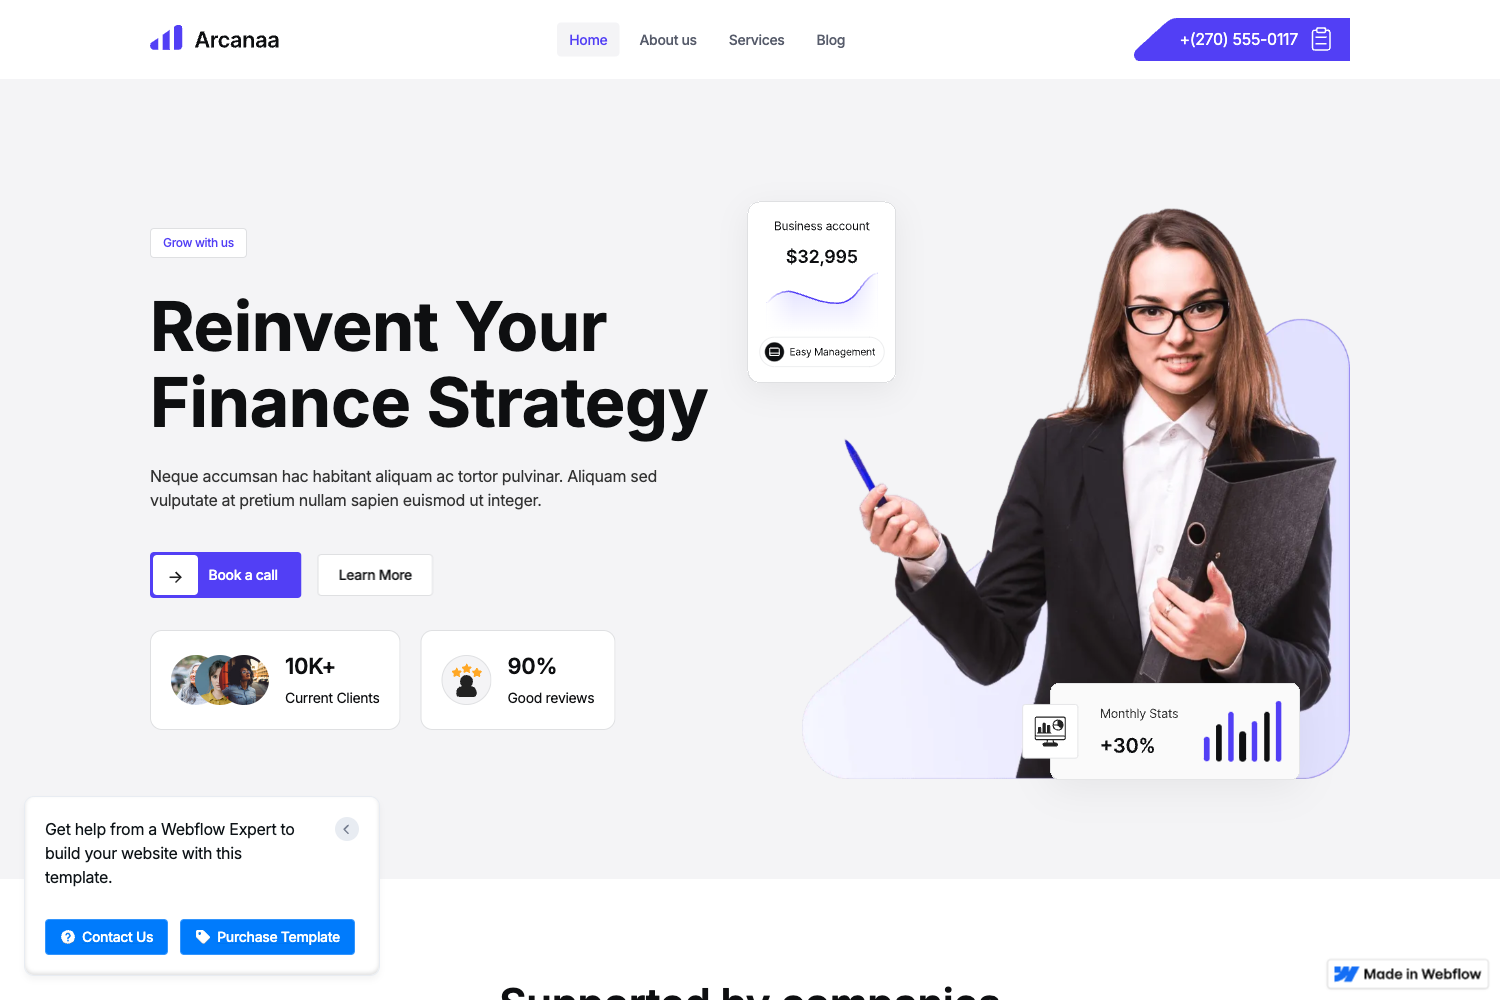 Arcanaa
Home
About us
Services
Blog
+(270) 555-0117
Grow with us
Reinvent Your
Finance Strategy
Neque accumsan hac habitant aliquam ac tortor pulvinar. Aliquam sed
vulputate at pretium nullam sapien euismod ut integer.
Book a call
Learn More
10K+
Current Clients
90%
Good reviews
Business account
$32,995
Easy Management
Monthly Stats
+30%
Get help from a Webflow Expert to
build your website with this
template.
Contact Us
Purchase Template
Supported by companies
Made in Webflow